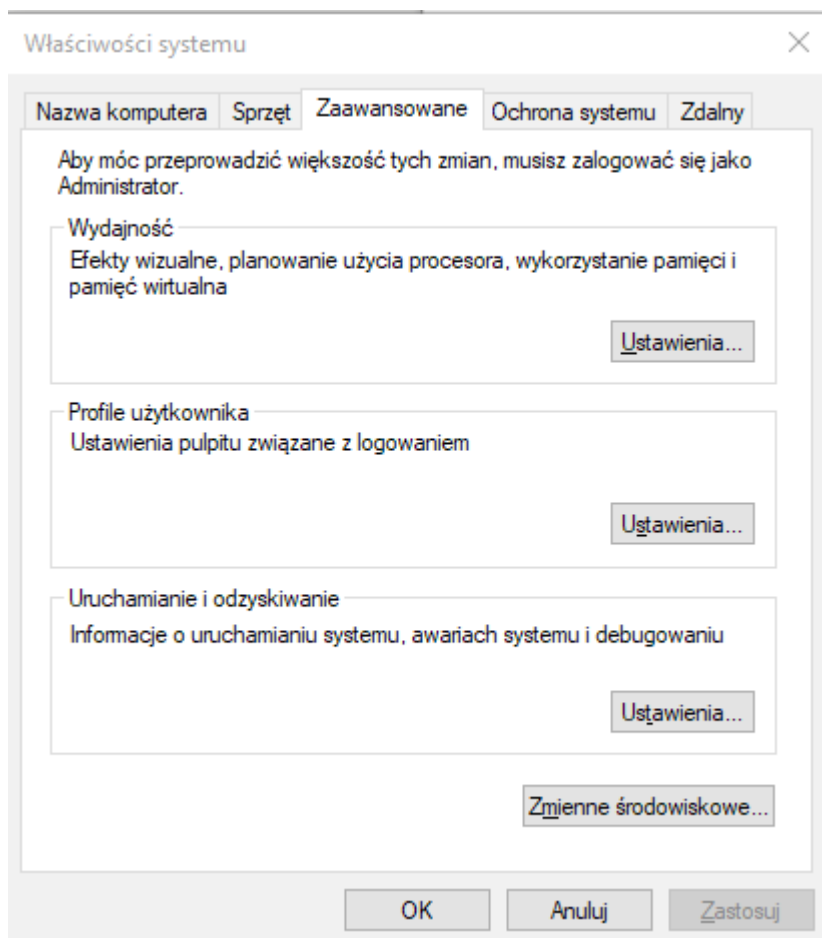 Właściwości systemu
Nazwa komputera Sprzęt Zaawansowane Ochrona systemu Zdalny
Aby móc przeprowadzić większość tych zmian, musisz zalogować się jako
Administrator.
Wydajność
Efekty wizualne, planowanie użycia procesora, wykorzystanie pamięci i
pamięć wirtualna
Ustawienia...
Profile użytkownika
Ustawienia pulpitu związane z logowaniem
Ustawienia...
Uruchamianie i odzyskiwanie
Informacje o uruchamianiu systemu, awariach systemu i debugowaniu
Ustawienia...
Zmienne środowiskowe...
OK Anuluj Zastosuj